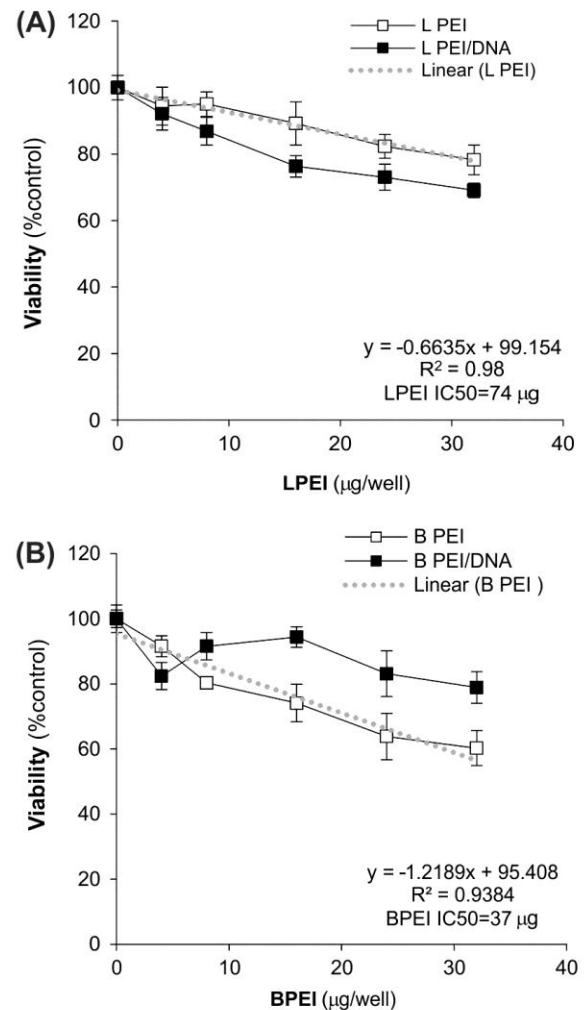 (A)
L PEI
L PEI/DNA
Linear (L PEI)
120
100
80
60
40
20
0
Viability (%control)
y = -0.6635x + 99.154
R² = 0.98
LPEI IC50=74 µg
0 10 20 30 40
LPEI (µg/well)
(B)
B PEI
B PEI/DNA
Linear (B PEI )
120
100
80
60
40
20
0
Viability (%control)
y = -1.2189x + 95.408
R² = 0.9384
BPEI IC50=37 µg
0 10 20 30 40
BPEI (µg/well)